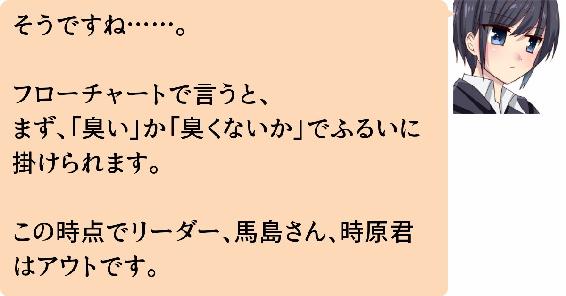 そうですね……。
フローチャートで言うと、
まず、「臭い」か「臭くないか」でふるいに
掛けられます。
この時点でリーダー、馬島さん、時原君
はアウトです。